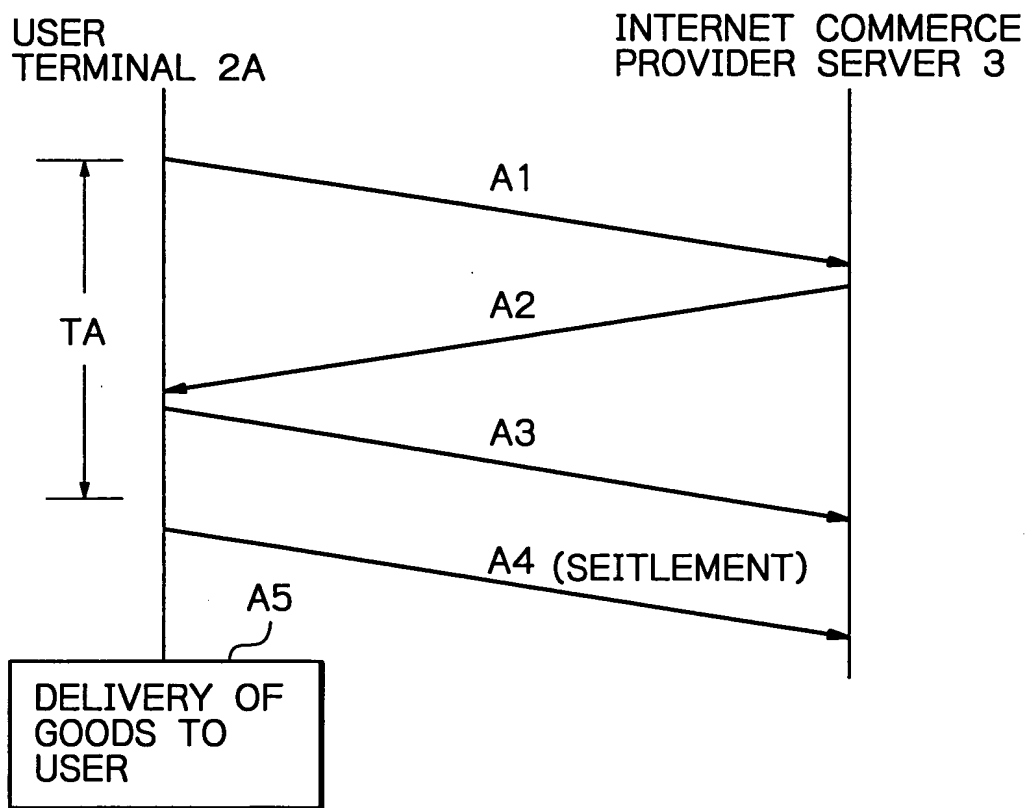 USER
TERMINAL 2A
INTERNET COMMERCE
PROVIDER SERVER 3
A1
A2
TA
A3
A4 (SEITLEMENT)
A5
DELIVERY OF
GOODS TO
USER